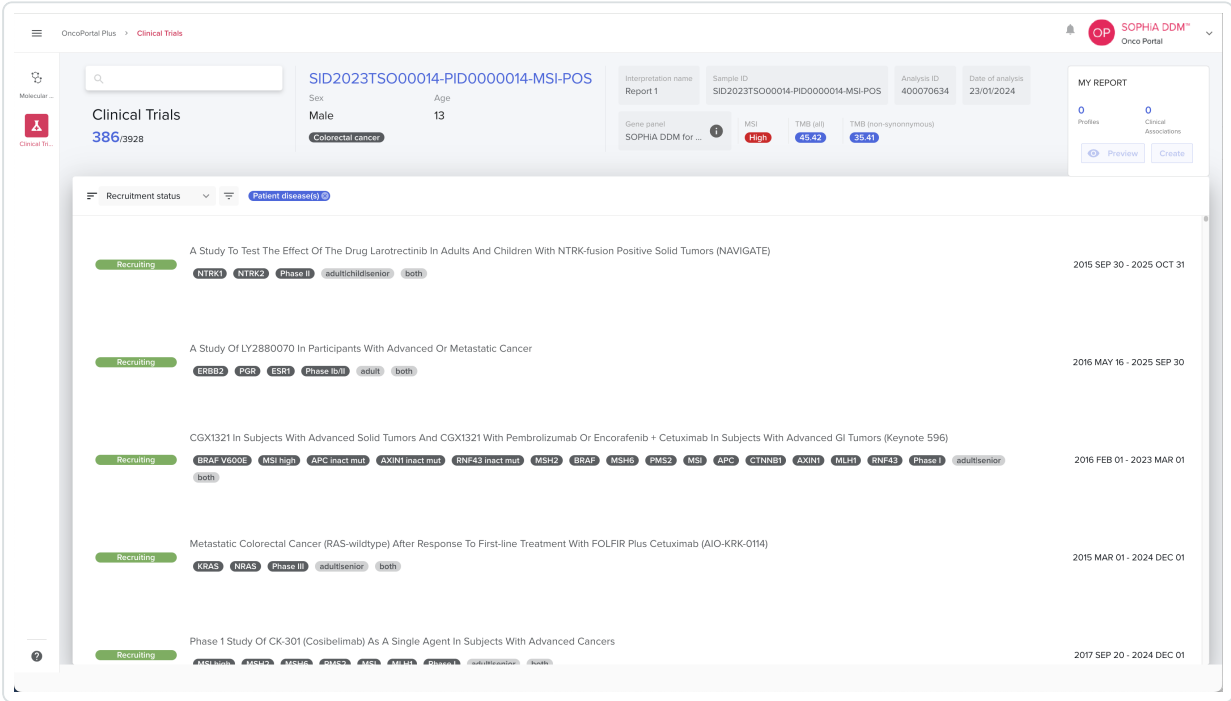 OncoPortal Plus > Clinical Trials
OP
SOPHiA DDM™
Onco Portal
Molecular ...
Clinical Tri...
Clinical Trials
386/3928
SID2023TSO00014-PID0000014-MSI-POS
Sex
Age
Male
13
Colorectal cancer
Interpretation name
Report 1
Sample ID
SID2023TSO00014-PID0000014-MSI-POS
Analysis ID
400070634
Date of analysis
23/01/2024
Gene panel
SOPHiA DDM for ...
MSI
High
TMB (all)
45.42
TMB (non-synonnymous)
35.41
MY REPORT
0
Profiles
0
Clinical
Associations
Preview
Create
Recruitment status
Patient disease(s)
Recruiting
A Study To Test The Effect Of The Drug Larotrectinib In Adults And Children With NTRK-fusion Positive Solid Tumors (NAVIGATE)
NTRK1 NTRK2 Phase II adult|child|senior both
2015 SEP 30 - 2025 OCT 31
Recruiting
A Study Of LY2880070 In Participants With Advanced Or Metastatic Cancer
ERBB2 PGR ESR1 Phase Ib/II adult both
2016 MAY 16 - 2025 SEP 30
Recruiting
CGX1321 In Subjects With Advanced Solid Tumors And CGX1321 With Pembrolizumab Or Encorafenib + Cetuximab In Subjects With Advanced GI Tumors (Keynote 596)
BRAF V600E MSI high APC inact mut AXIN1 inact mut RNF43 inact mut MSH2 BRAF MSH6 PMS2 MSI APC CTNNB1 AXIN1 MLH1 RNF43 Phase I adult|senior
both
2016 FEB 01 - 2023 MAR 01
Recruiting
Metastatic Colorectal Cancer (RAS-wildtype) After Response To First-line Treatment With FOLFIR Plus Cetuximab (AIO-KRK-0114)
KRAS NRAS Phase III adult|senior both
2015 MAR 01 - 2024 DEC 01
Recruiting
Phase 1 Study Of CK-301 (Cosibelimab) As A Single Agent In Subjects With Advanced Cancers
MSI high MSH2 MSH6 PMS2 MSI MLH1 Phase I adult|senior both
2017 SEP 20 - 2024 DEC 01